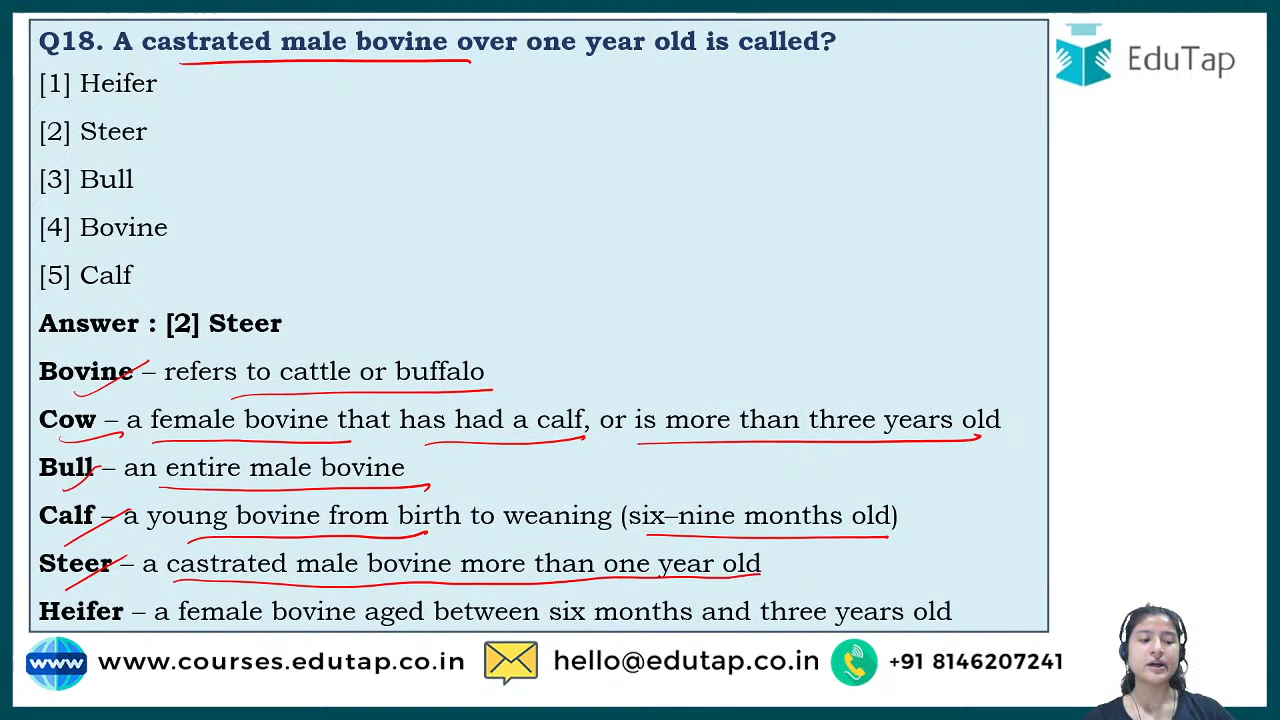 Q18. A castrated male bovine over one year old is called?
EduTap
[1] Heifer
[2] Steer
[3] Bull
[4] Bovine
[5] Calf
Answer : [2] Steer
Bovine – refers to cattle or buffalo
Cow – a female bovine that has had a calf, or is more than three years old
Bull – an entire male bovine
Calf – a young bovine from birth to weaning (six–nine months old)
Steer – a castrated male bovine more than one year old
Heifer – a female bovine aged between six months and three years old
www www.courses.edutap.co.in hello@edutap.co.in +91 8146207241